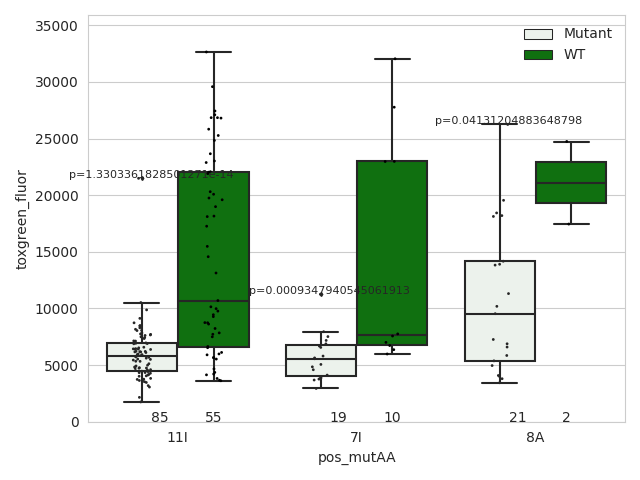 35000
30000
25000
20000
15000
10000
5000
0
toxgreen_fluor
Mutant
WT
p=0.04131204883648798
p=0.0009347940545061913
85
55
19
10
21
2
11I
7I
8A
pos_mutAA